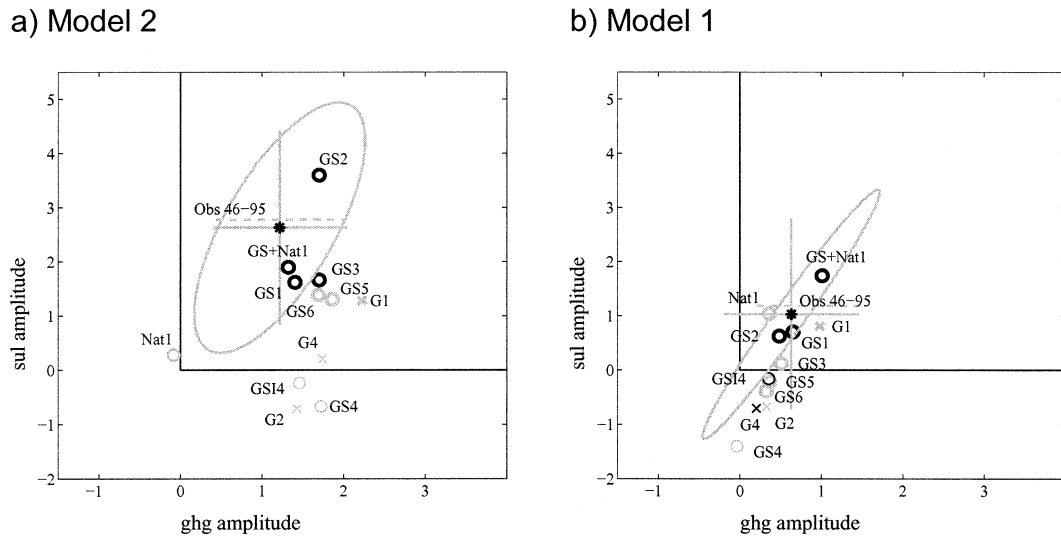 a) Model 2
b) Model 1
5
4
3
2
1
0
−1
−2
−1
0
1
2
3
sul amplitude
ghg amplitude
GS2
Obs 46−95
GS+Nat1
GS3
GS1
GS5
GS6
G1
Nat1
G4
GSI4
G2
GS4
5
4
3
2
1
0
−1
−2
−1
0
1
2
3
sul amplitude
ghg amplitude
GS+Nat1
Nat1
Obs 46−95
GS2
GS1
G1
GS3
GSI4
GS5
GS6
G4
G2
GS4